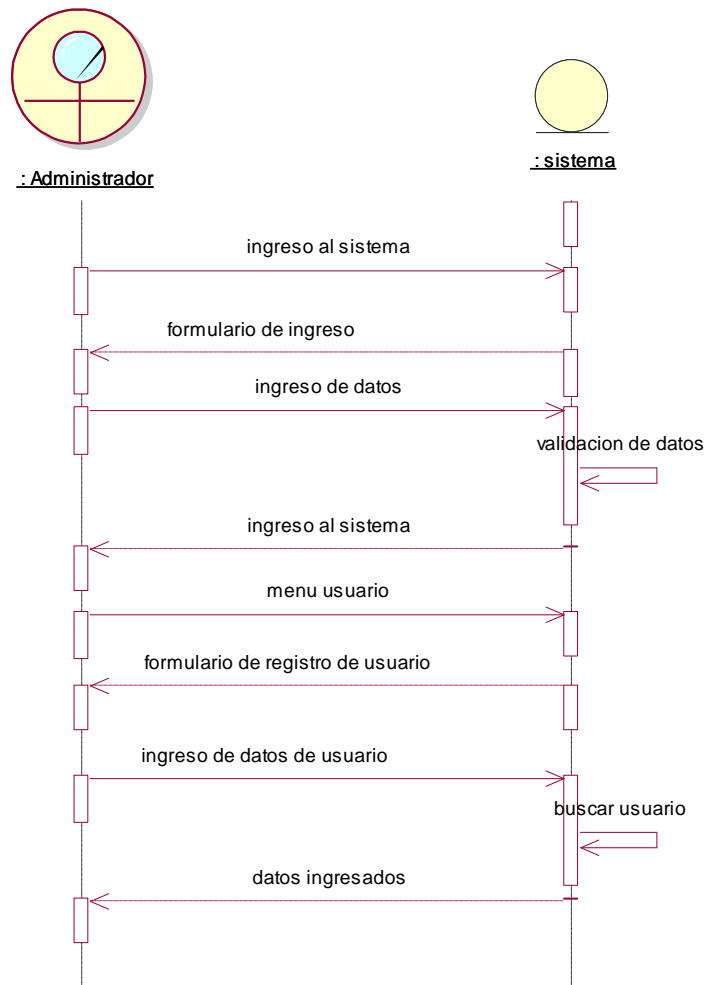 : Administrador
: sistema
ingreso al sistema
formulario de ingreso
ingreso de datos
validacion de datos
ingreso al sistema
menu usuario
formulario de registro de usuario
ingreso de datos de usuario
buscar usuario
datos ingresados